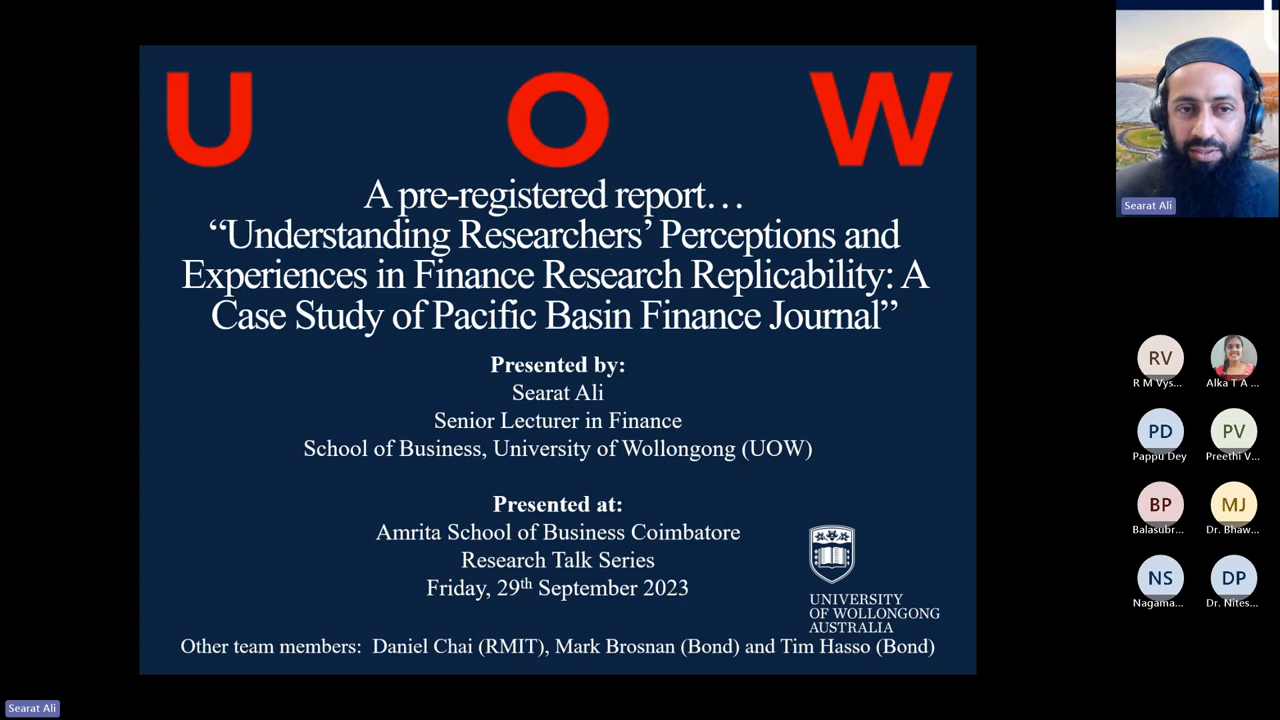 U O W
A pre-registered report…
“Understanding Researchers’ Perceptions and
Experiences in Finance Research Replicability: A
Case Study of Pacific Basin Finance Journal”
Presented by:
Searat Ali
Senior Lecturer in Finance
School of Business, University of Wollongong (UOW)
Presented at:
Amrita School of Business Coimbatore
Research Talk Series
Friday, 29th September 2023
UNIVERSITY
OF WOLLONGONG
AUSTRALIA
Other team members: Daniel Chai (RMIT), Mark Brosnan (Bond) and Tim Hasso (Bond)
Searat Ali
RV
R M Vys...
Alka T A ...
PD
Pappu Dey
PV
Preethi V...
BP
Balasubr...
MJ
Dr. Bhaw...
NS
Nagama...
DP
Dr. Nites...
Searat Ali